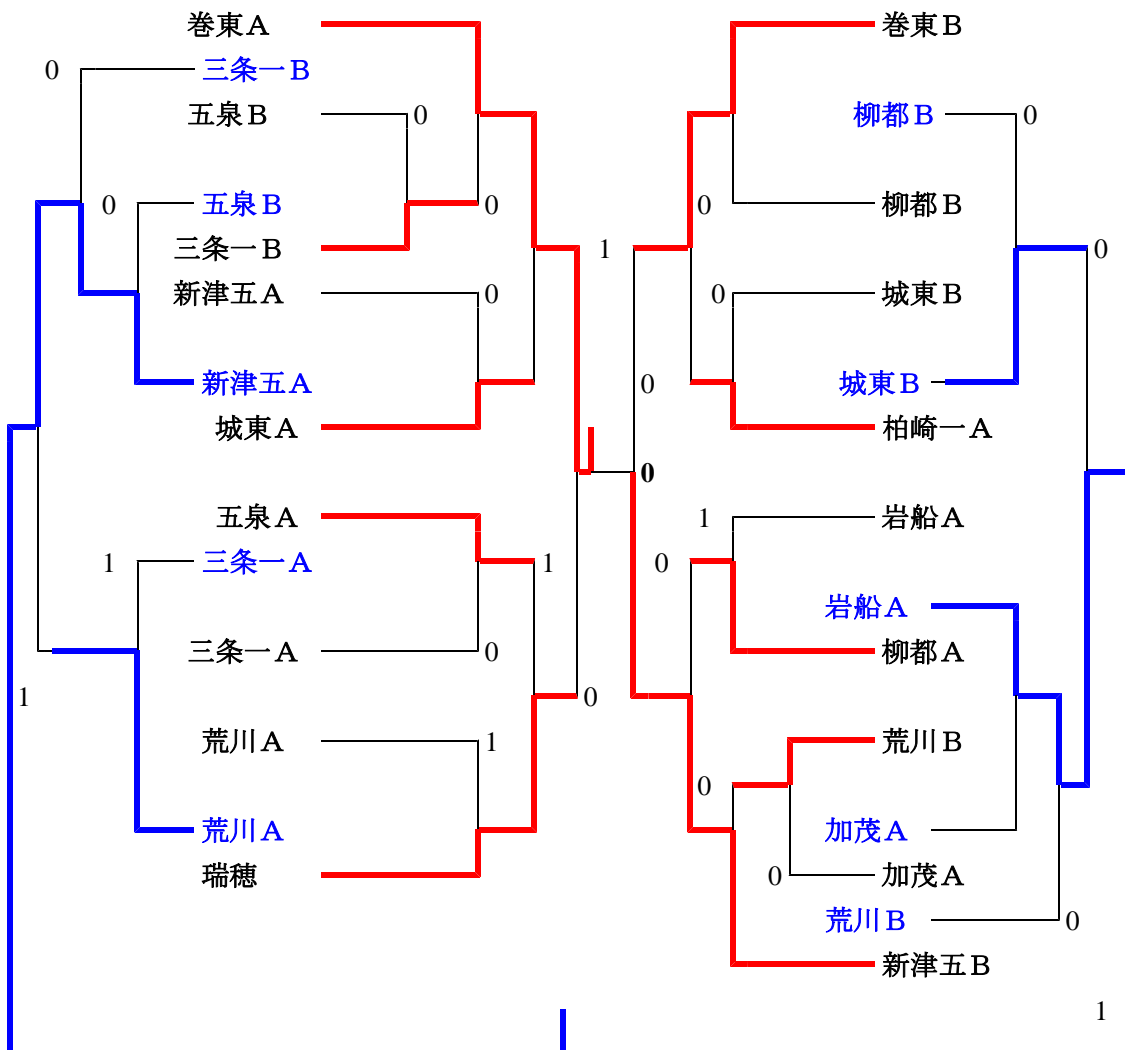 巻東A 巻東B
0 三条一B
五泉B 0 柳都B 0
0 五泉B 0 0 柳都B
三条一B 1 0
新津五A 0 0 城東B
新津五A 0 城東B
城東A 柏崎一A
0
五泉A 1 岩船A
1 三条一A 1 0
岩船A
三条一A 0 柳都A
1 0
荒川A 1 荒川B
0
荒川A 加茂A
瑞穂 0 加茂A
荒川B 0
新津五B
1